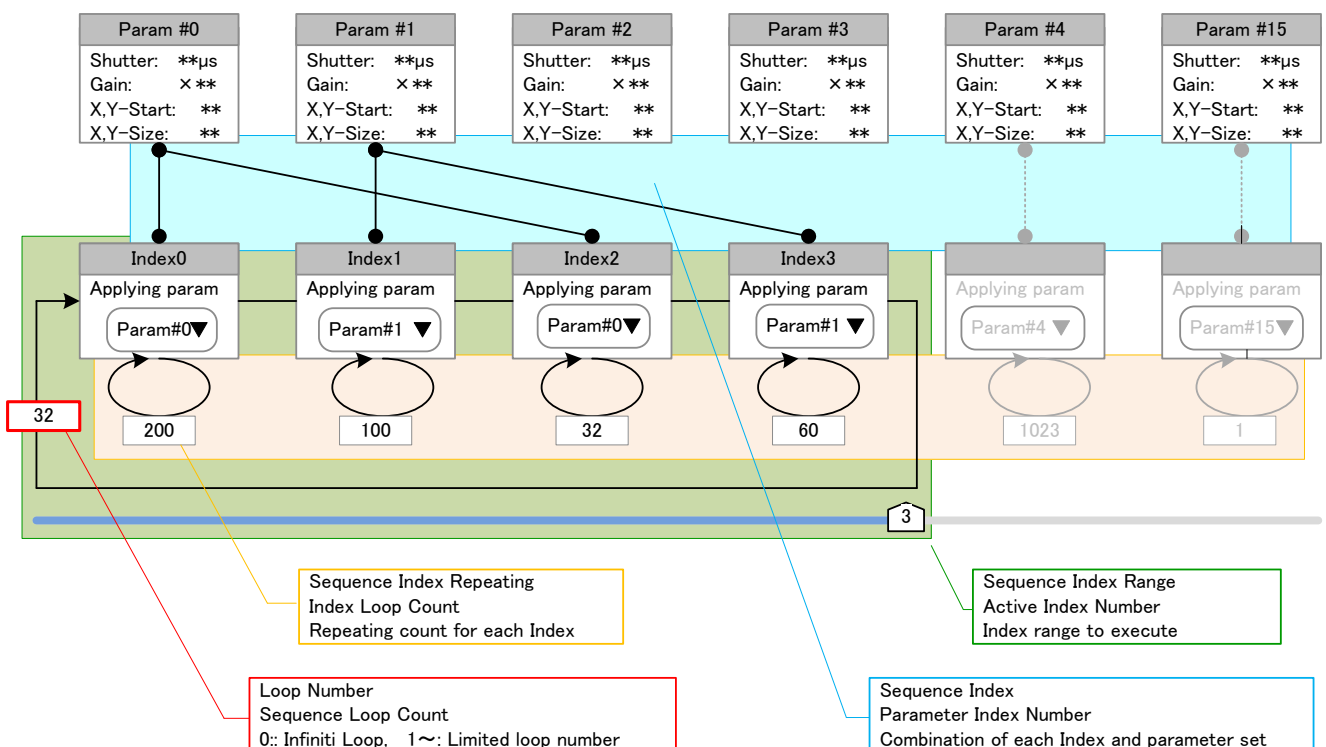 Param #0
Shutter: **μs
Gain: ×**
X,Y-Start: **
X,Y-Size: **
Param #1
Shutter: **μs
Gain: ×**
X,Y-Start: **
X,Y-Size: **
Param #2
Shutter: **μs
Gain: ×**
X,Y-Start: **
X,Y-Size: **
Param #3
Shutter: **μs
Gain: ×**
X,Y-Start: **
X,Y-Size: **
Param #4
Shutter: **μs
Gain: ×**
X,Y-Start: **
X,Y-Size: **
Param #15
Shutter: **μs
Gain: ×**
X,Y-Start: **
X,Y-Size: **
Index0
Applying param
Param#0▼
Index1
Applying param
Param#1 ▼
Index2
Applying param
Param#0▼
Index3
Applying param
Param#1 ▼
Applying param
Param#4 ▼
Applying param
Param#15▼
32
200
100
32
60
1023
1
3
Sequence Index Repeating
Index Loop Count
Repeating count for each Index
Sequence Index Range
Active Index Number
Index range to execute
Loop Number
Sequence Loop Count
0:: Infiniti Loop, 1～: Limited loop number
Sequence Index
Parameter Index Number
Combination of each Index and parameter set